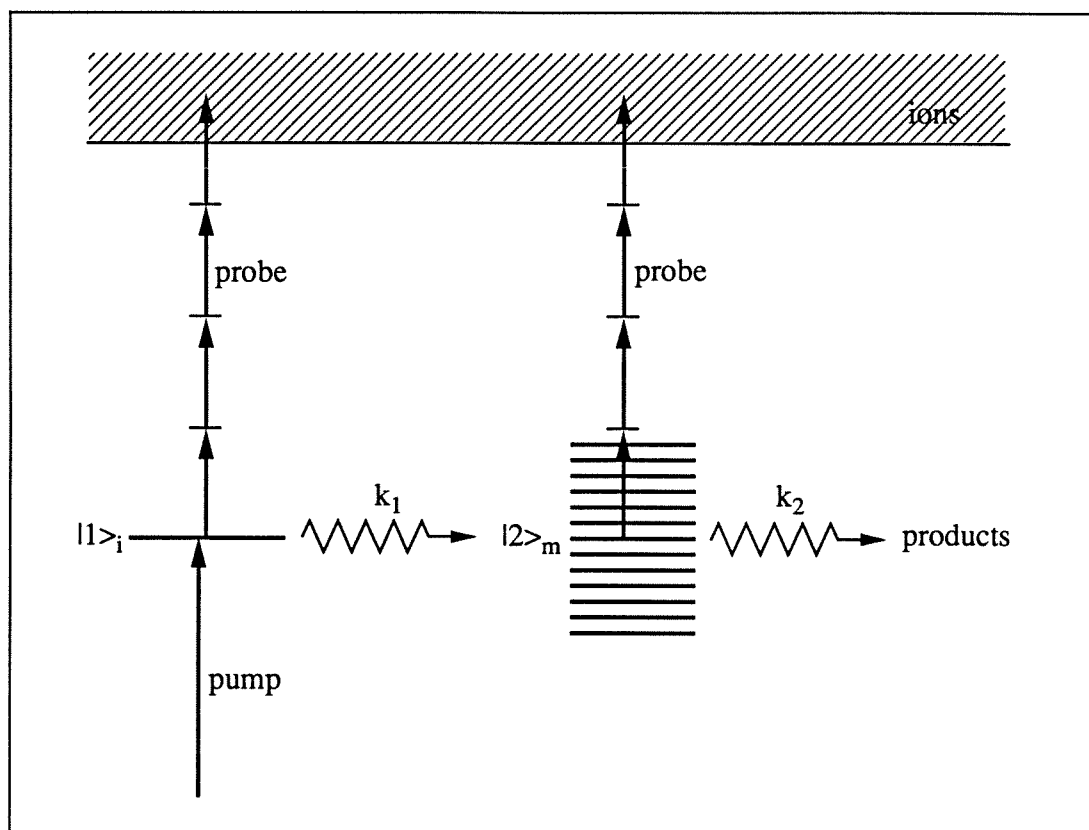 ions
probe
probe
k₁
k₂
|1>ᵢ
|2>ₘ
products
pump